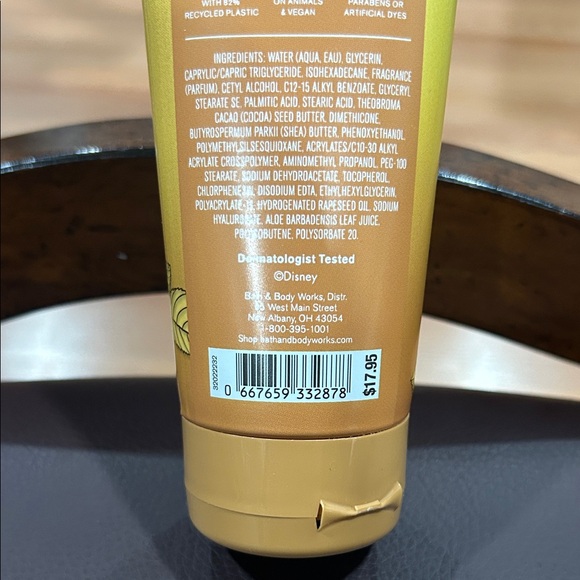 WITH 82% ON ANIMALS PARABENS OR
RECYCLED PLASTIC & VEGAN ARTIFICIAL DYES
INGREDIENTS: WATER (AQUA, EAU), GLYCERIN,
CAPRYLIC/CAPRIC TRIGLYCERIDE, ISOHEXADECANE, FRAGRANCE
(PARFUM), CETYL ALCOHOL, C12-15 ALKYL BENZOATE, GLYCERYL
STEARATE SE, PALMITIC ACID, STEARIC ACID, THEOBROMA
CACAO (COCOA) SEED BUTTER, DIMETHICONE,
BUTYROSPERMUM PARKII (SHEA) BUTTER, PHENOXYETHANOL,
POLYMETHYLSILSESQUIOXANE, ACRYLATES/C10-30 ALKYL
ACRYLATE CROSSPOLYMER, AMINOMETHYL PROPANOL, PEG-100
STEARATE, SODIUM DEHYDROACETATE, TOCOPHEROL,
CHLORPHENESIN, DISODIUM EDTA, ETHYLHEXYLGLYCERIN,
HYDROGENATED RAPESEED OIL, SODIUM
HYALURONATE, ALOE BARBADENSIS LEAF JUICE,
POLYISOBUTENE, POLYSORBATE 20.
Dermatologist Tested
©Disney
Bath & Body Works, Distr.
West Main Street
New Albany, OH 43054
1-800-395-1001
Shop bathandbodyworks.com
32022232
0 667659 332878
$17.95